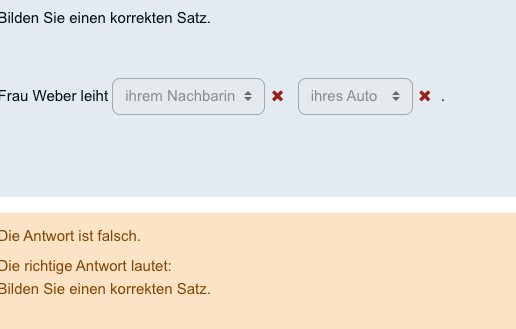 Bilden Sie einen korrekten Satz.
Frau Weber leiht ihrem Nachbarin ihres Auto .
Die Antwort ist falsch.
Die richtige Antwort lautet:
Bilden Sie einen korrekten Satz.